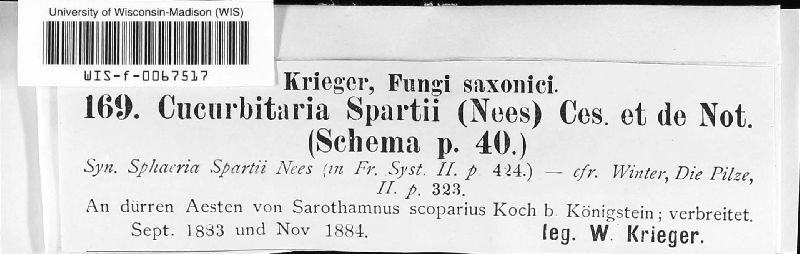 University of Wisconsin-Madison (WIS)
WIS-f-0067517
Krieger, Fungi saxonici.
169. Cucurbitaria Spartii (Nees) Ces. et de Not.
(Schema p. 40.)
Syn. Sphaeria Spartii Nees (in Fr. Syst. II. p. 424.) — cfr. Winter, Die Pilze,
II. p. 323.
An dürren Aesten von Sarothamnus scoparius Koch b. Königstein; verbreitet.
Sept. 1883 und Nov 1884.
leg. W. Krieger.